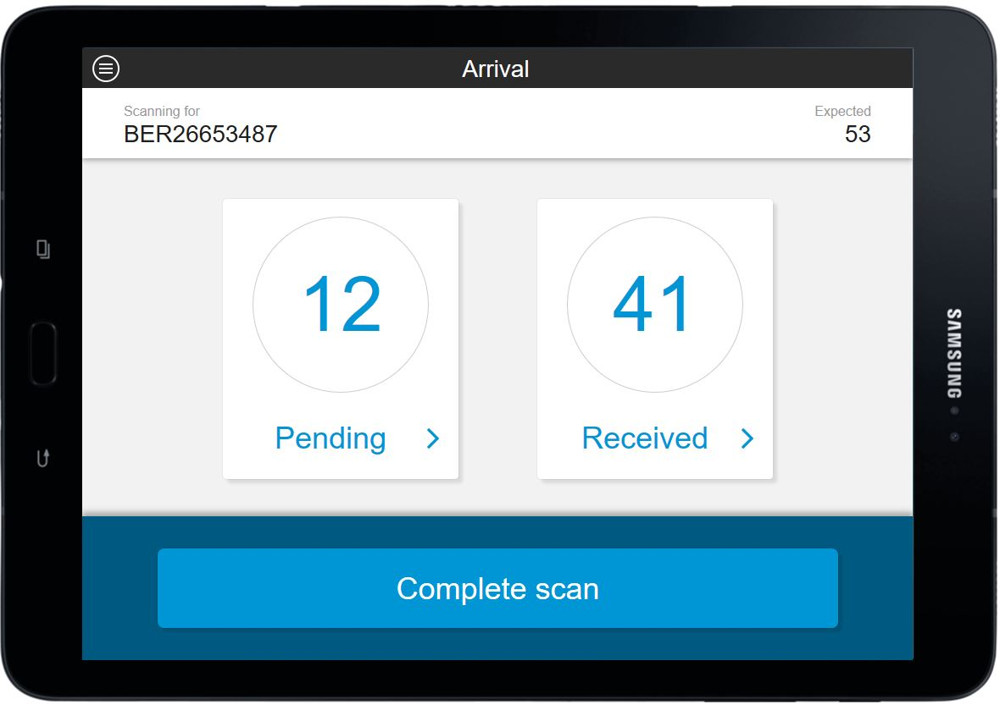 Arrival
Scanning for
BER26653487
Expected
53
12
Pending
41
Received
Complete scan
SAMSUNG